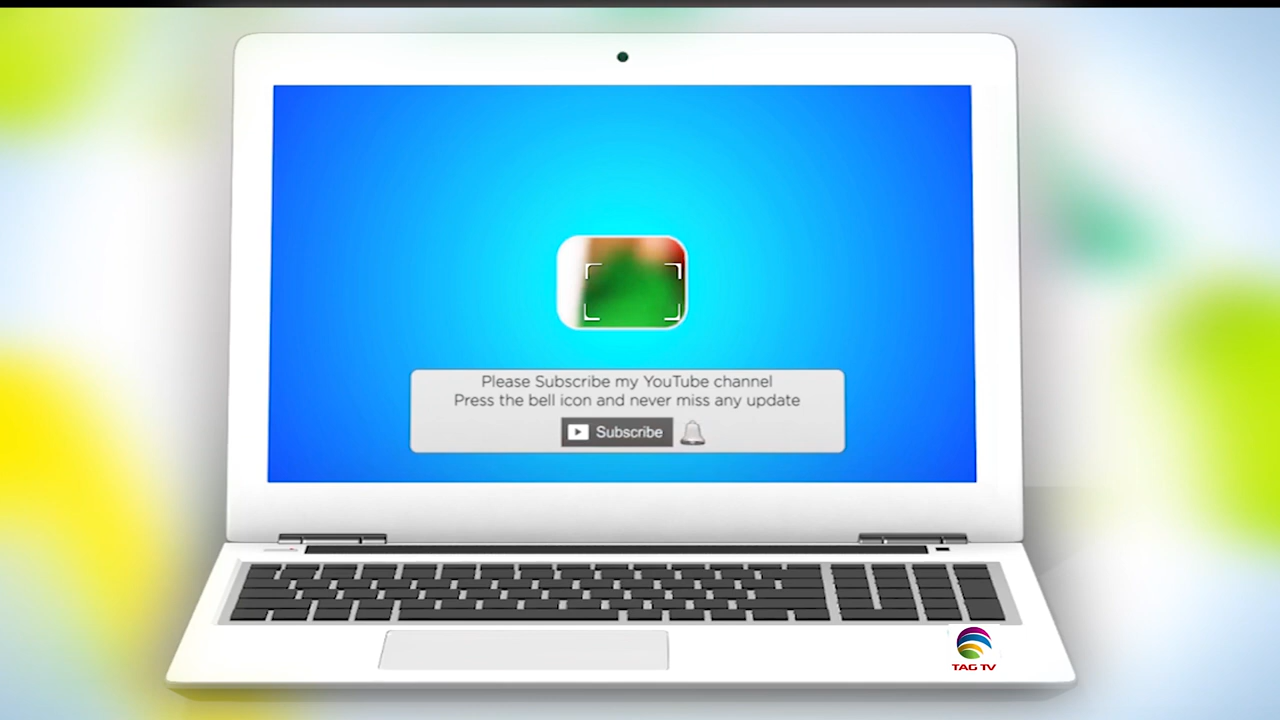 Please Subscribe my YouTube channel
Press the bell icon and never miss any update
Subscribe
TAG TV